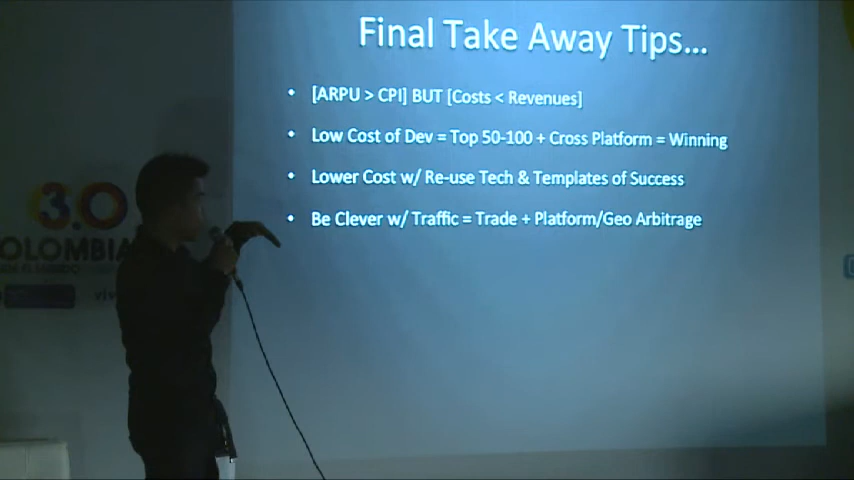 Final Take Away Tips...
• [ARPU > CPI] BUT [Costs < Revenues]
• Low Cost of Dev = Top 50-100 + Cross Platform = Winning
• Lower Cost w/ Re-use Tech & Templates of Success
• Be Clever w/ Traffic = Trade + Platform/Geo Arbitrage
3.0
OLOMBIA